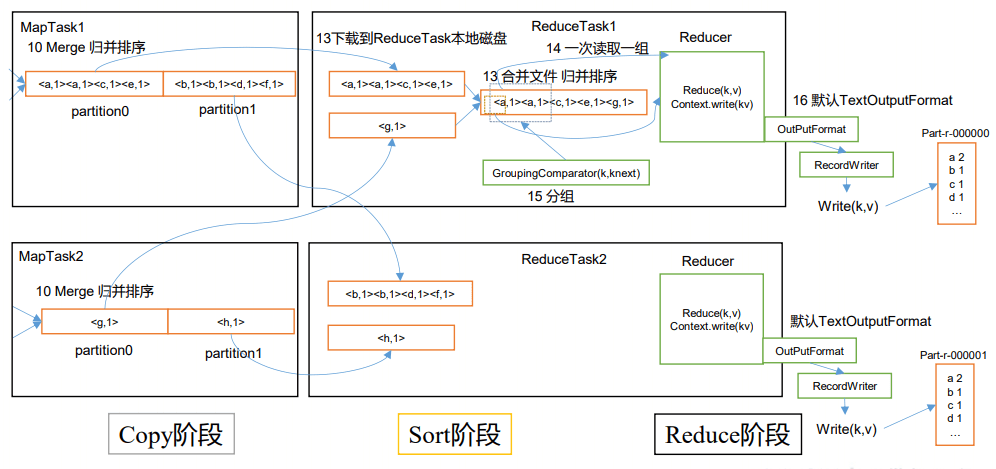 MapTask1
10 Merge 归并排序
<a,1><a,1><c,1><e,1>
<b,1><b,1><d,1><f,1>
partition0
partition1
ReduceTask1
13下载到ReduceTask本地磁盘
<a,1><a,1><c,1><e,1>
<g,1>
13 合并文件 归并排序
<a,1><a,1><c,1><e,1><g,1>
GroupingComparator(k,knext)
15 分组
14 一次读取一组
Reducer
Reduce(k,v)
Context.write(kv)
16 默认TextOutputFormat
OutPutFormat
RecordWriter
Write(k,v)
Part-r-000000
a 2
b 1
c 1
d 1
...
MapTask2
10 Merge 归并排序
<g,1>
<h,1>
partition0
partition1
ReduceTask2
<b,1><b,1><d,1><f,1>
<h,1>
Reducer
Reduce(k,v)
Context.write(kv)
默认TextOutputFormat
OutPutFormat
RecordWriter
Write(k,v)
Part-r-000001
a 2
b 1
c 1
d 1
...
Copy阶段
Sort阶段
Reduce阶段